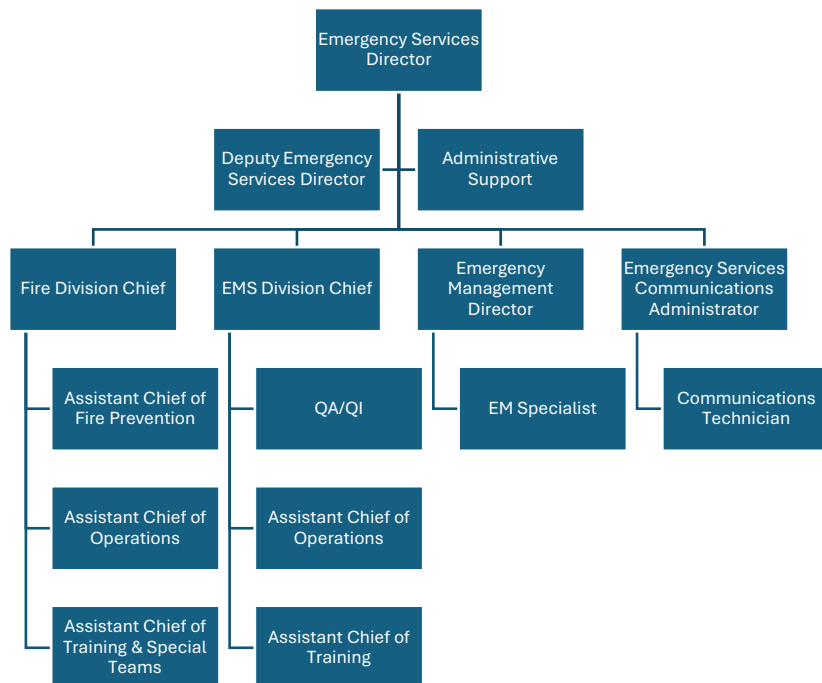 Emergency Services
Director
Deputy Emergency
Services Director
Administrative
Support
Fire Division Chief
EMS Division Chief
Emergency
Management
Director
Emergency Services
Communications
Administrator
Assistant Chief of
Fire Prevention
QA/QI
EM Specialist
Communications
Technician
Assistant Chief of
Operations
Assistant Chief of
Operations
Assistant Chief of
Training & Special
Teams
Assistant Chief of
Training